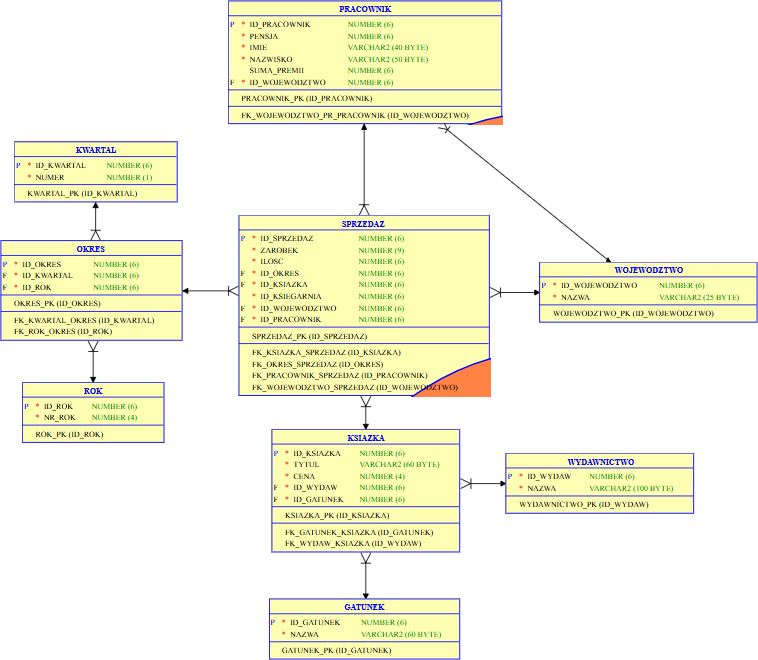 PRACOWNIK
P * ID_PRACOWNIK NUMBER (6)
* PENSJA NUMBER (6)
* IMIE VARCHAR2 (40 BYTE)
* NAZWISKO VARCHAR2 (50 BYTE)
SUMA_PREMII NUMBER (6)
F * ID_WOJEWODZTWO NUMBER (6)
PRACOWNIK_PK (ID_PRACOWNIK)
FK_WOJEWODZTWO_PR_PRACOWNIK (ID_WOJEWODZTWO)
KWARTAL
P * ID_KWARTAL NUMBER (6)
* NUMER NUMBER (1)
KWARTAL_PK (ID_KWARTAL)
OKRES
P * ID_OKRES NUMBER (6)
F * ID_KWARTAL NUMBER (6)
F * ID_ROK NUMBER (6)
OKRES_PK (ID_OKRES)
FK_KWARTAL_OKRES (ID_KWARTAL)
FK_ROK_OKRES (ID_ROK)
SPRZEDAZ
P * ID_SPRZEDAZ NUMBER (6)
* ZAROBEK NUMBER (9)
* ILOSC NUMBER (6)
F * ID_OKRES NUMBER (6)
F * ID_KSIAZKA NUMBER (6)
* ID_KSIEGARNIA NUMBER (6)
F * ID_WOJEWODZTWO NUMBER (6)
F * ID_PRACOWNIK NUMBER (6)
SPRZEDAZ_PK (ID_SPRZEDAZ)
FK_KSIAZKA_SPRZEDAZ (ID_KSIAZKA)
FK_OKRES_SPRZEDAZ (ID_OKRES)
FK_PRACOWNIK_SPRZEDAZ (ID_PRACOWNIK)
FK_WOJEWODZTWO_SPRZEDAZ (ID_WOJEWODZTWO)
WOJEWODZTWO
P * ID_WOJEWODZTWO NUMBER (6)
* NAZWA VARCHAR2 (25 BYTE)
WOJEWODZTWO_PK (ID_WOJEWODZTWO)
ROK
P * ID_ROK NUMBER (6)
* NR_ROK NUMBER (4)
ROK_PK (ID_ROK)
KSIAZKA
P * ID_KSIAZKA NUMBER (6)
* TYTUL VARCHAR2 (60 BYTE)
* CENA NUMBER (4)
F * ID_WYDAW NUMBER (6)
F * ID_GATUNEK NUMBER (6)
KSIAZKA_PK (ID_KSIAZKA)
FK_GATUNEK_KSIAZKA (ID_GATUNEK)
FK_WYDAW_KSIAZKA (ID_WYDAW)
WYDAWNICTWO
P * ID_WYDAW NUMBER (6)
* NAZWA VARCHAR2 (100 BYTE)
WYDAWNICTWO_PK (ID_WYDAW)
GATUNEK
P * ID_GATUNEK NUMBER (6)
* NAZWA VARCHAR2 (60 BYTE)
GATUNEK_PK (ID_GATUNEK)